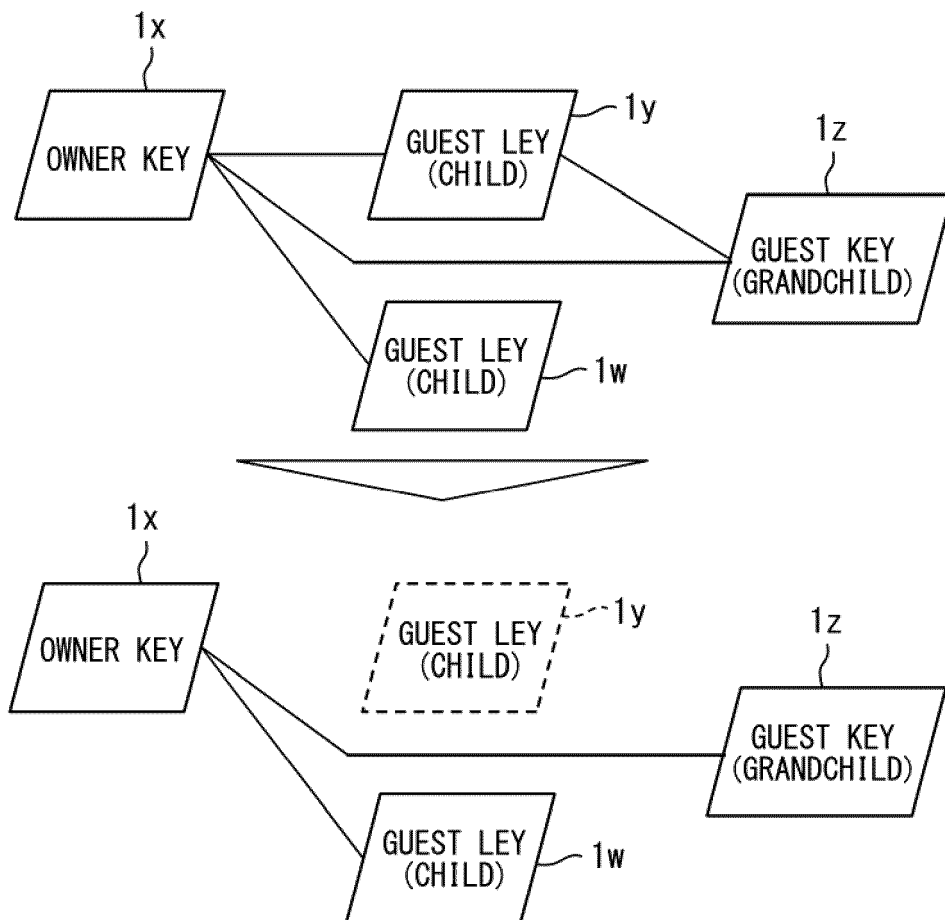 1x
1y
1z
OWNER KEY
GUEST LEY
(CHILD)
GUEST KEY
(GRANDCHILD)
GUEST LEY
(CHILD)
1w
1x
1y
1z
OWNER KEY
GUEST LEY
(CHILD)
GUEST KEY
(GRANDCHILD)
GUEST LEY
(CHILD)
1w